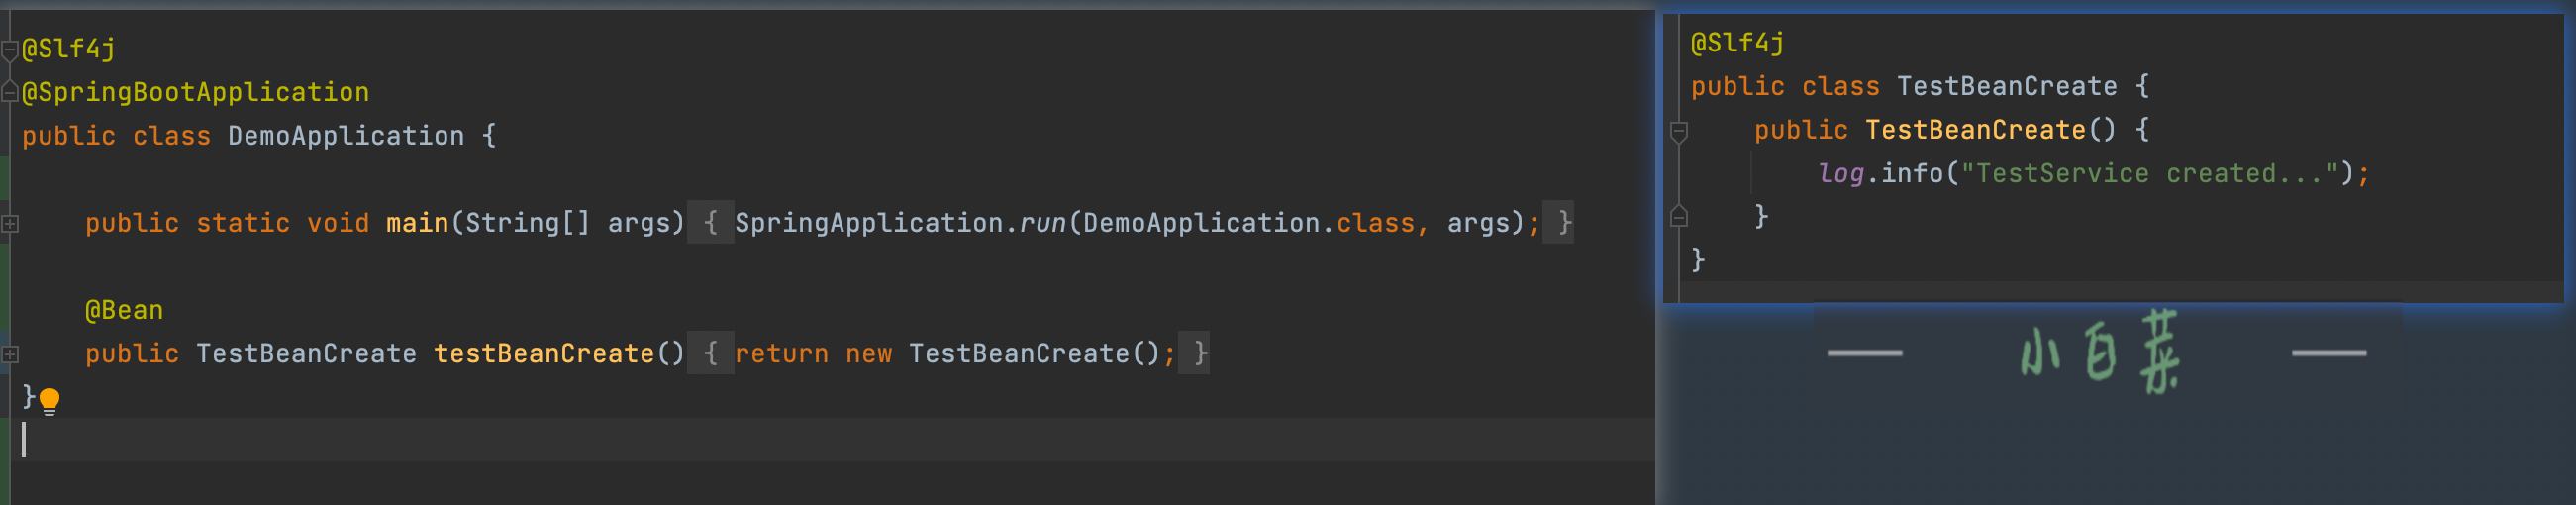 @Slf4j
@SpringBootApplication
public class DemoApplication {
public static void main(String[] args) { SpringApplication.run(DemoApplication.class, args); }
@Bean
public TestBeanCreate testBeanCreate() { return new TestBeanCreate(); }
}
@Slf4j
public class TestBeanCreate {
public TestBeanCreate() {
log.info("TestService created...");
}
}
— 小白菜 —